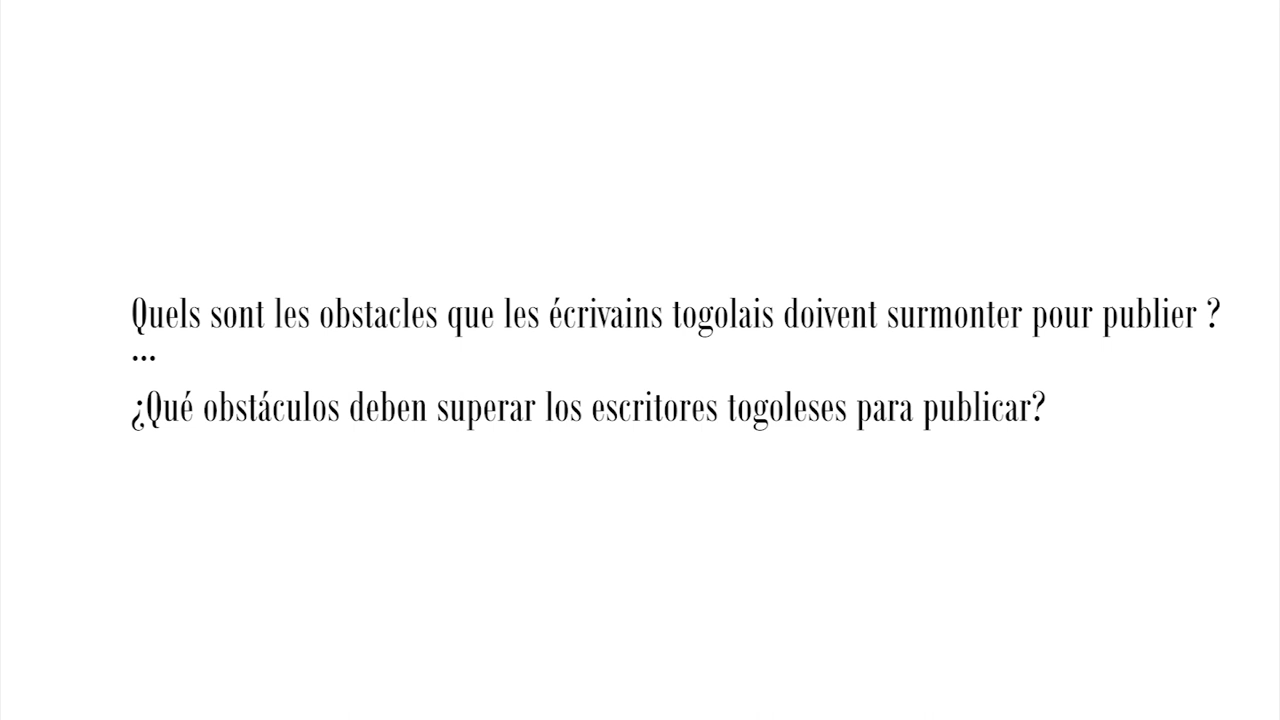 Quels sont les obstacles que les écrivains togolais doivent surmonter pour publier ?
...
¿Qué obstáculos deben superar los escritores togoleses para publicar?